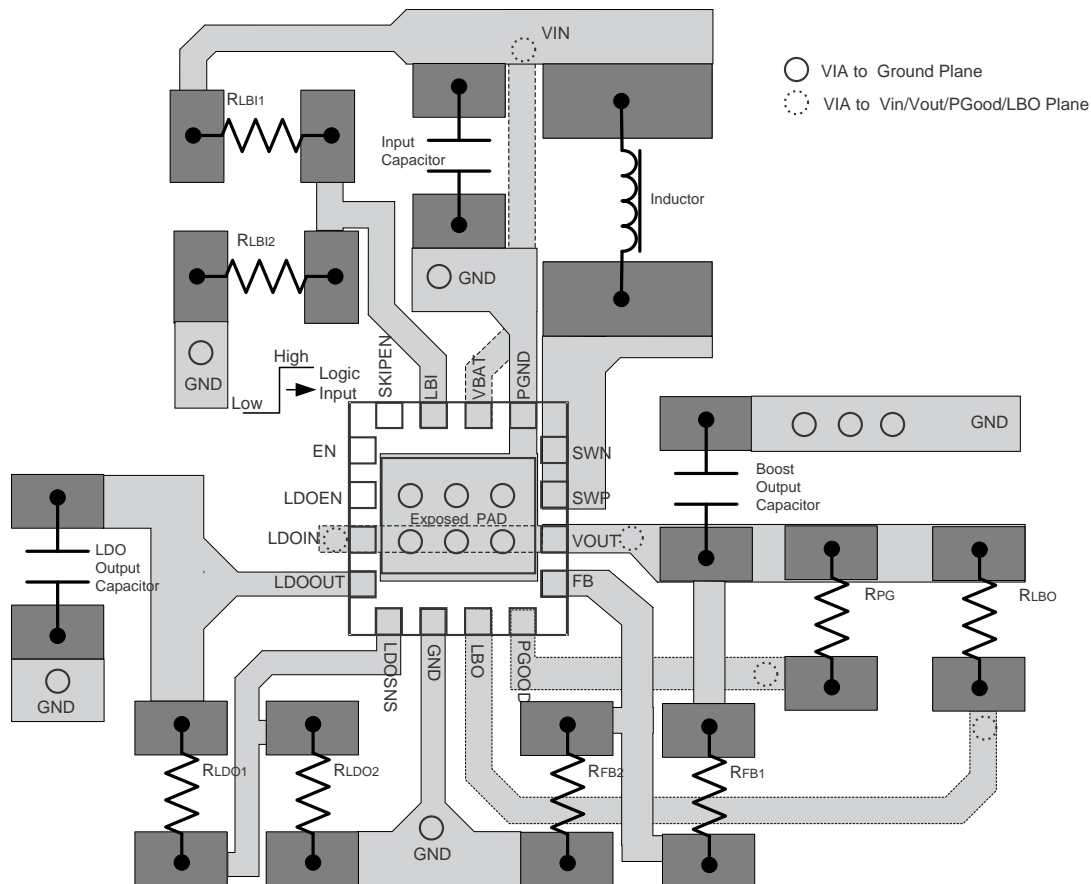 VIN
VIA to Ground Plane
VIA to Vin/Vout/PGood/LBO Plane
RLBI1
Input
Capacitor
Inductor
RLBI2
GND
GND
High
Logic
Input
Low
SKIPEN
LBI
VBAT
PGND
GND
EN
SWN
LDOEN
SWP
Boost
Output
Capacitor
Exposed PAD
LDOIN
VOUT
LDO
Output
Capacitor
LDOOUT
FB
RPG
RLBO
LDOSNS
GND
LBO
PGOOD
GND
RLDO1
RLDO2
RFB2
RFB1
GND